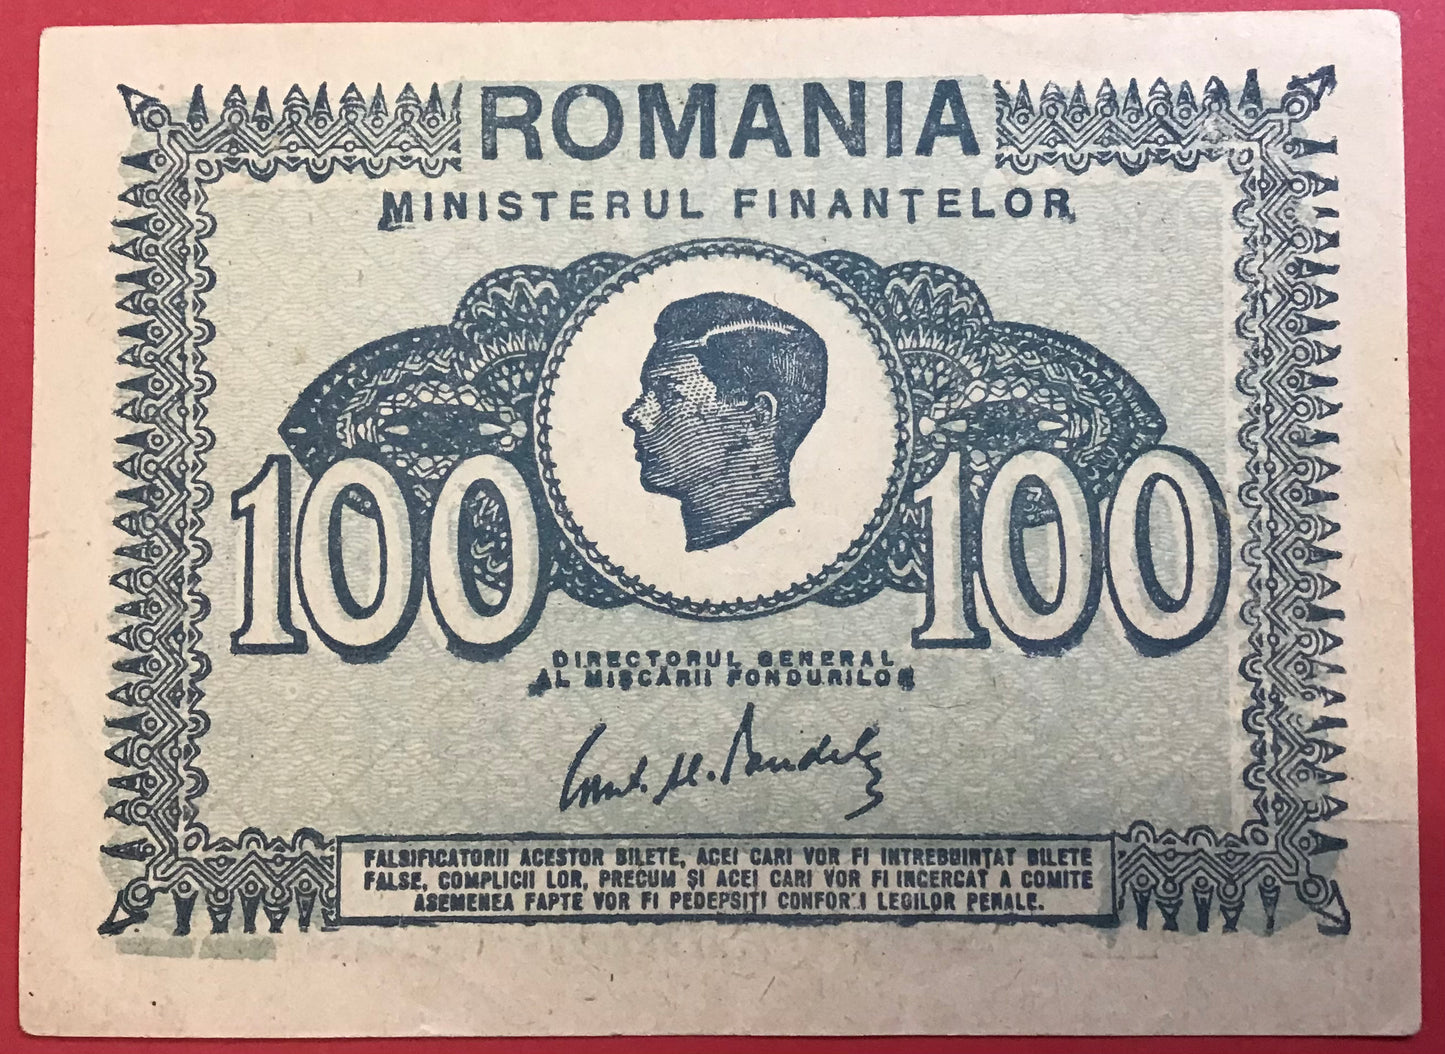 ROMANIA
MINISTERUL FINANȚELOR
100 100
DIRECTORUL GENERAL
AL MIȘCĂRII FONDURILOR
FALSIFICATORII ACESTOR BILETE, ACEI CARI VOR FI INTREBUINȚAT BILETE
FALSE, COMPLICII LOR, PRECUM ȘI ACEI CARI VOR FI INCERCAT A COMITE
ASEMENEA FAPTE VOR FI PEDEPSIȚI CONFORM LEGILOR PENALE.